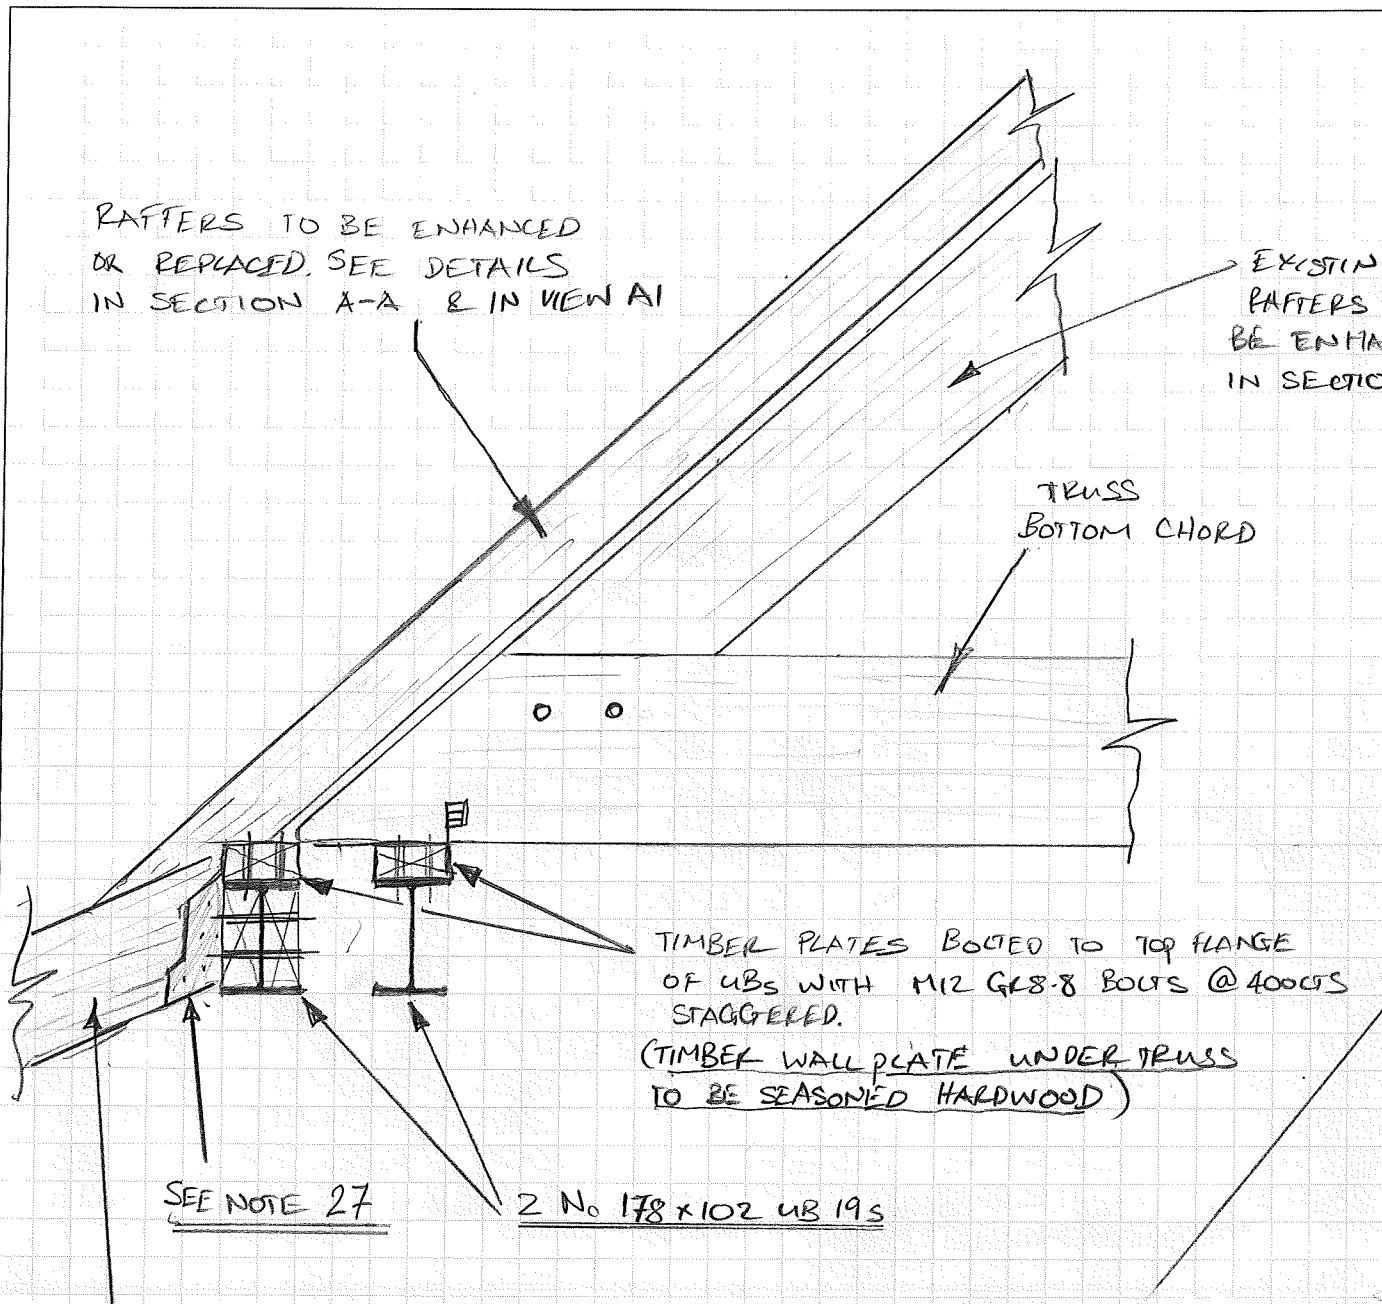 RAFTERS TO BE ENHANCED
OR REPLACED. SEE DETAILS
IN SECTION A-A & IN VIEW A1
EXISTIN
RAFTERS
BE ENHA
IN SECTIO
TRUSS
BOTTOM CHORD
TIMBER PLATES BOLTED TO TOP FLANGE
OF UBs WITH M12 GR8.8 BOLTS @ 400CTS
STAGGERED.
(TIMBER WALL PLATE UNDER TRUSS
TO BE SEASONED HARDWOOD)
SEE NOTE 27
2 No 178 x 102 UB 19s